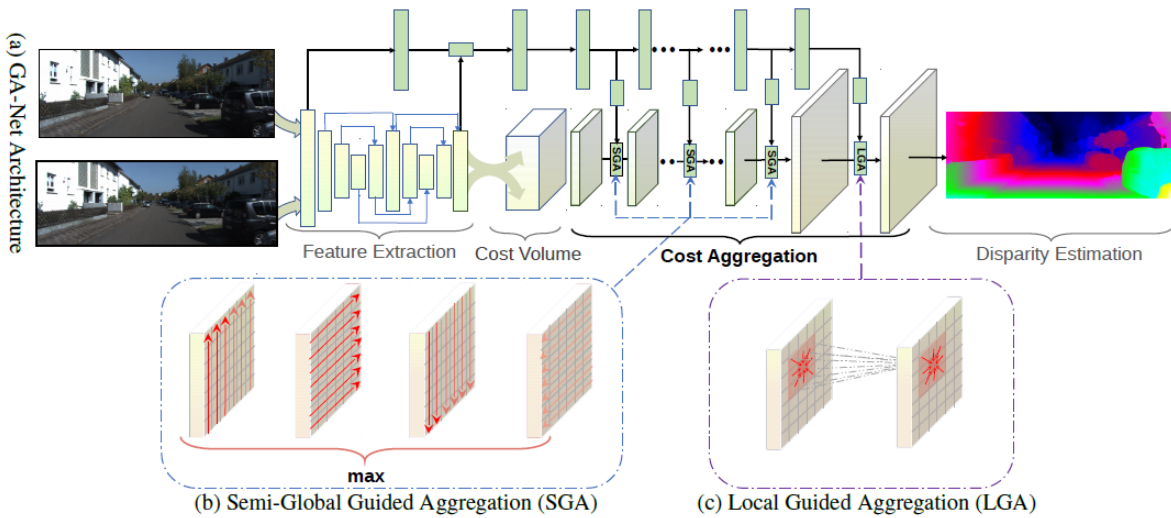 (a) GA-Net Architecture
SGA
SGA
SGA
LGA
Feature Extraction
Cost Volume
Cost Aggregation
Disparity Estimation
max
(b) Semi-Global Guided Aggregation (SGA)
(c) Local Guided Aggregation (LGA)